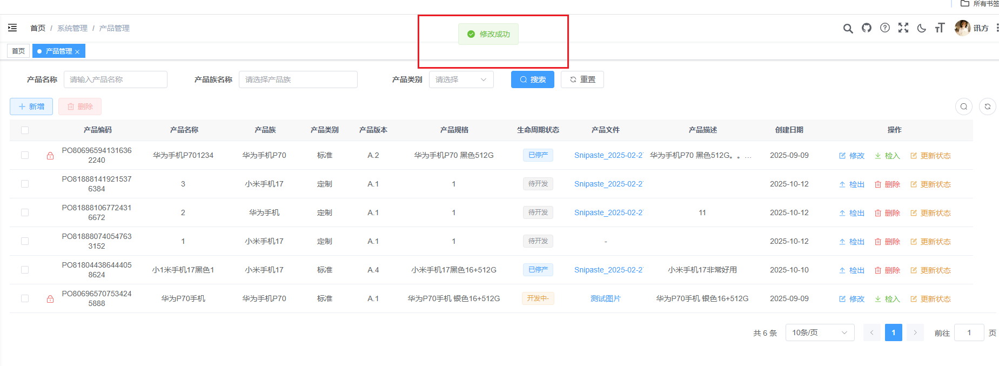 所有书签
首页 / 系统管理 / 产品管理
修改成功
讯方
首页 产品管理
产品名称 请输入产品名称 产品族名称 请选择产品族 产品类别 请选择 搜索 重置
新增 删除
产品编码 产品名称 产品族 产品类别 产品版本 产品规格 生命周期状态 产品文件 产品描述 创建日期 操作
PO80696594131636
2240 华为手机P701234 华为手机P70 标准 A.2 华为手机P70 黑色512G 已停产 Snipaste_2025-02-2 华为手机P70 黑色512G。。… 2025-09-09 修改 检入 更新状态
PO81888141921537
6384 3 小米手机17 定制 A.1 1 待开发 Snipaste_2025-02-2 2025-10-12 检出 删除 更新状态
PO81888106772431
6672 2 华为手机 定制 A.1 1 待开发 Snipaste_2025-02-2 11 2025-10-12 检出 删除 更新状态
PO81888074054763
3152 1 小米手机17 定制 A.1 1 待开发 - 2025-10-12 检出 删除 更新状态
PO81804438644405
8624 小1米手机17黑色1 小米手机17 标准 A.4 小米手机17黑色16+512G 已停产 Snipaste_2025-02-2 小米手机17非常好用 2025-10-10 检出 删除 更新状态
PO80696570753424
5888 华为P70手机 华为手机P70 标准 A.1 华为P70手机 银色16+512G 开发中- 测试图片 华为P70手机 银色16+512G 2025-09-09 修改 检入 更新状态
共 6 条 10条/页 1 前往 1 页